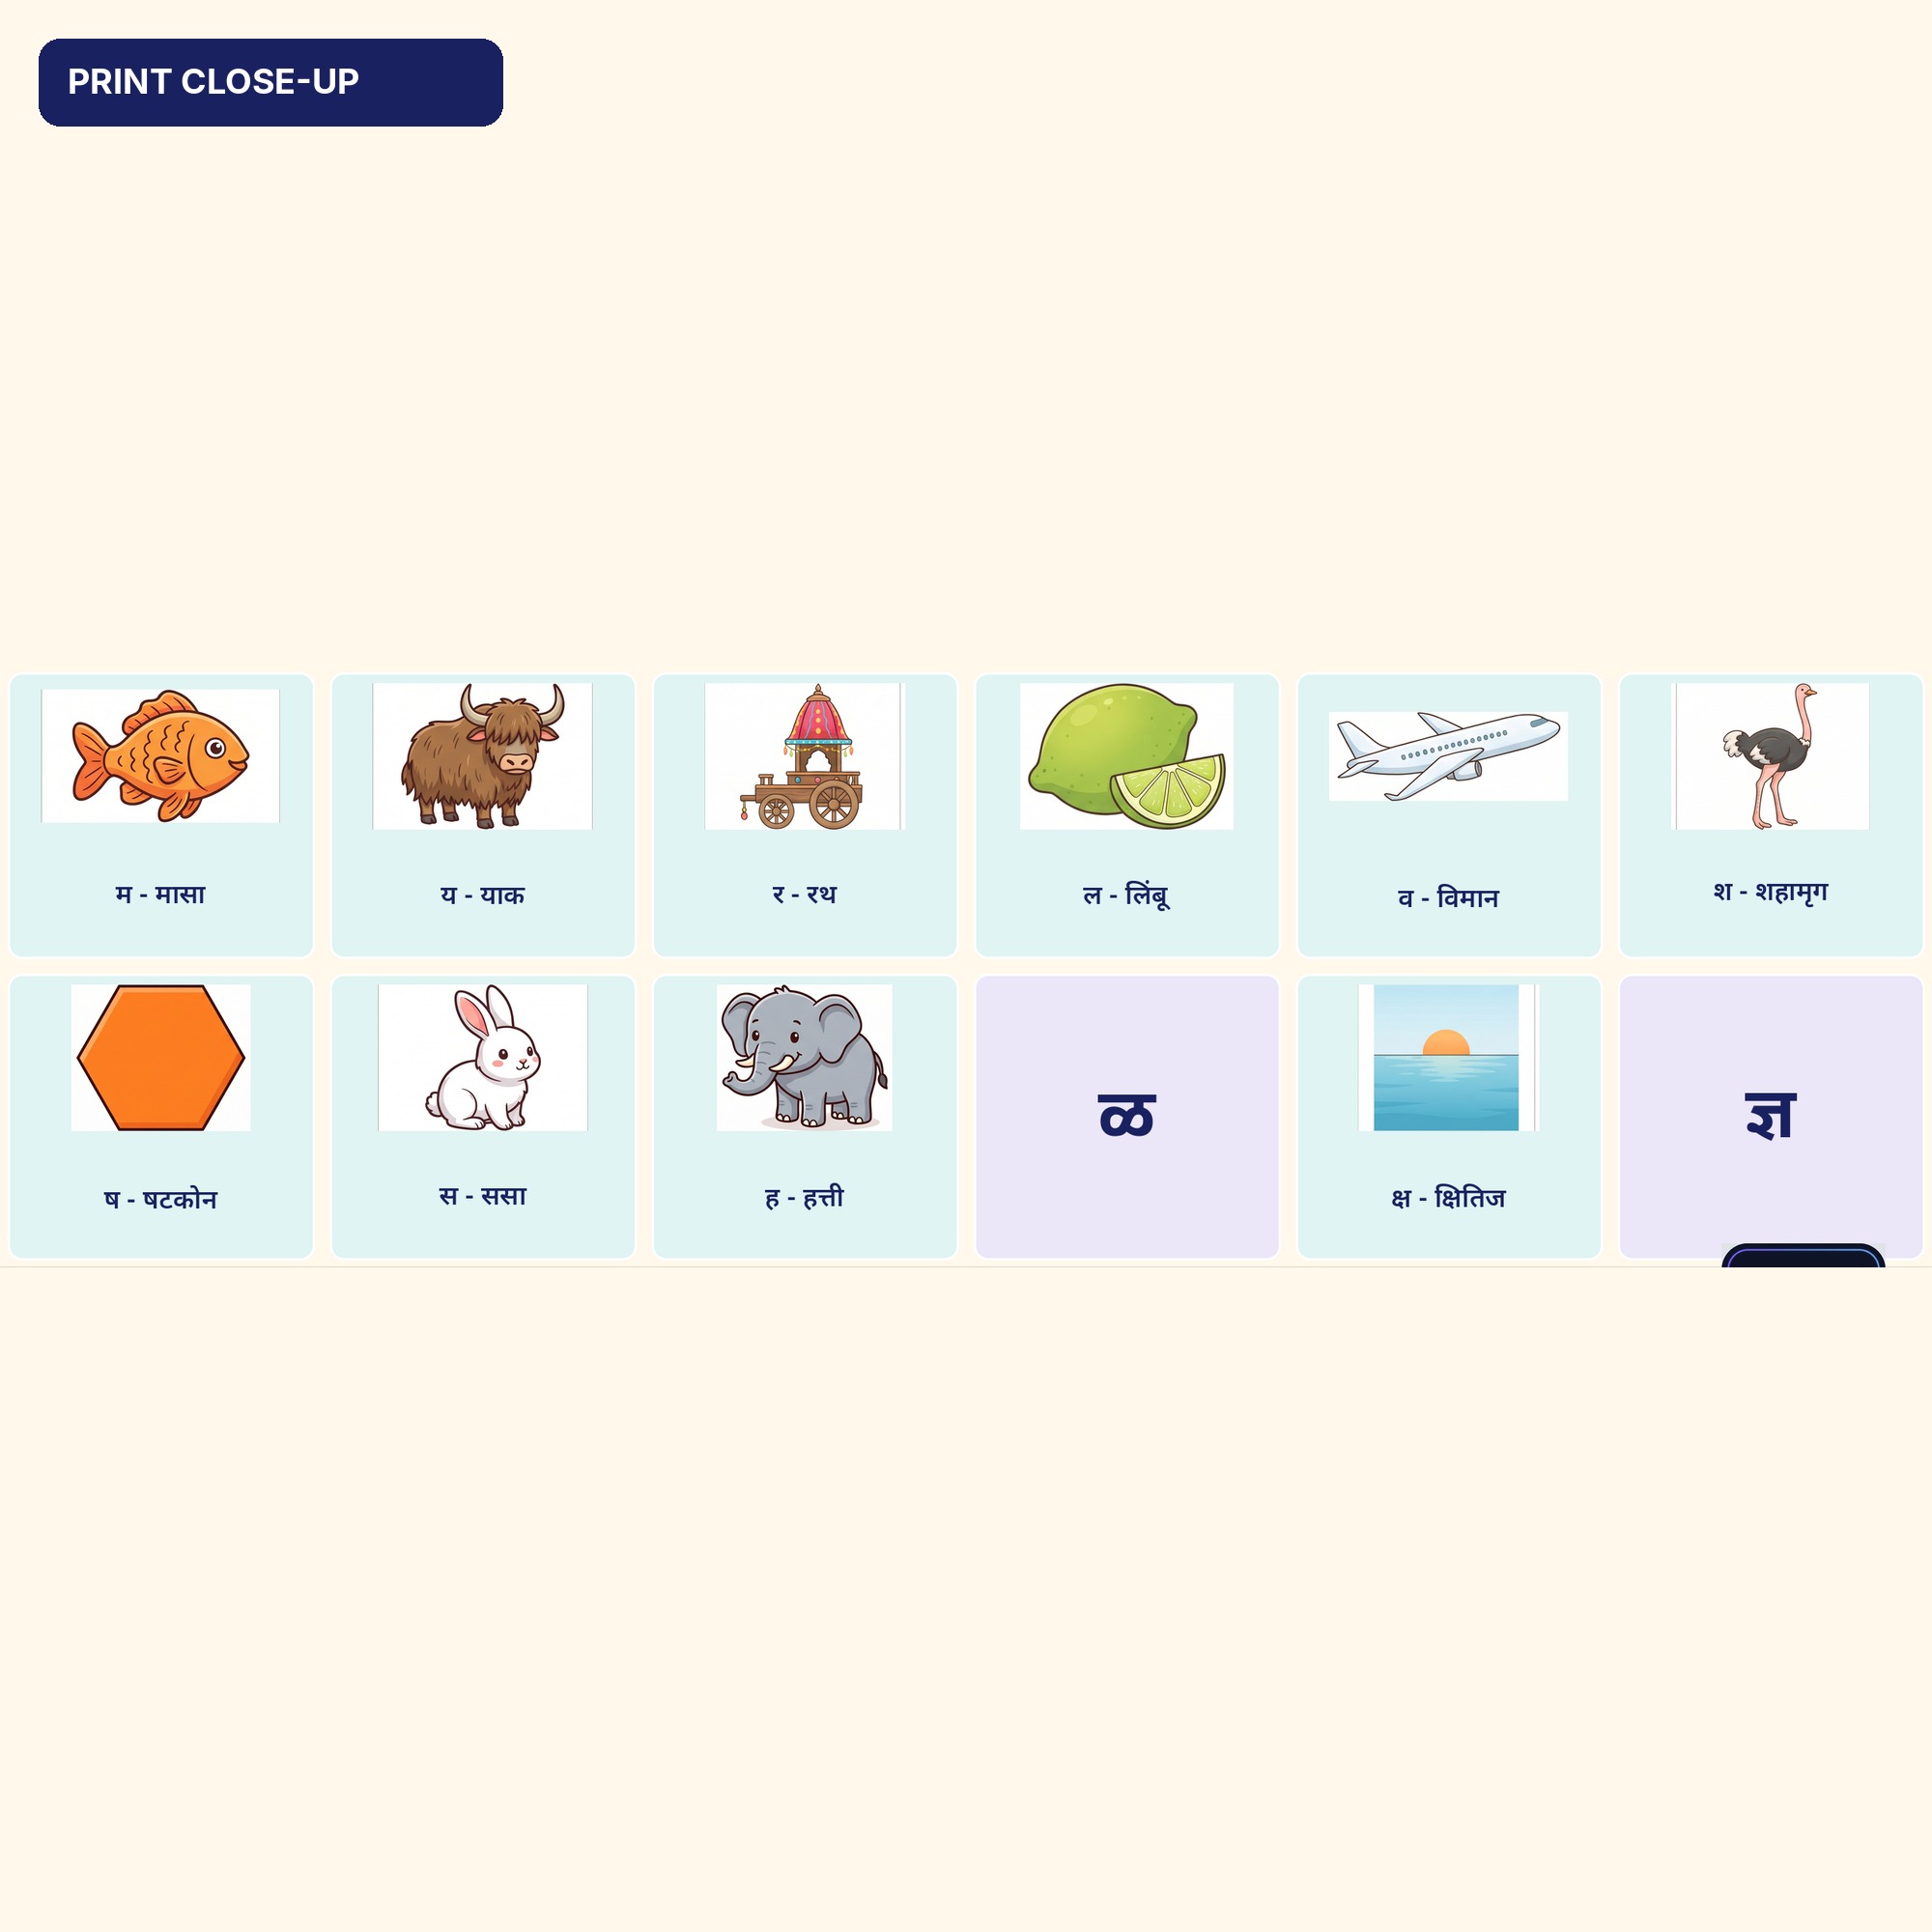 PRINT CLOSE-UP
म - मासा
य - याक
र - रथ
ल - लिंबू
व - विमान
श - शहामृग
ष - षटकोन
स - ससा
ह - हत्ती
ळ
क्ष - क्षितिज
ज्ञ